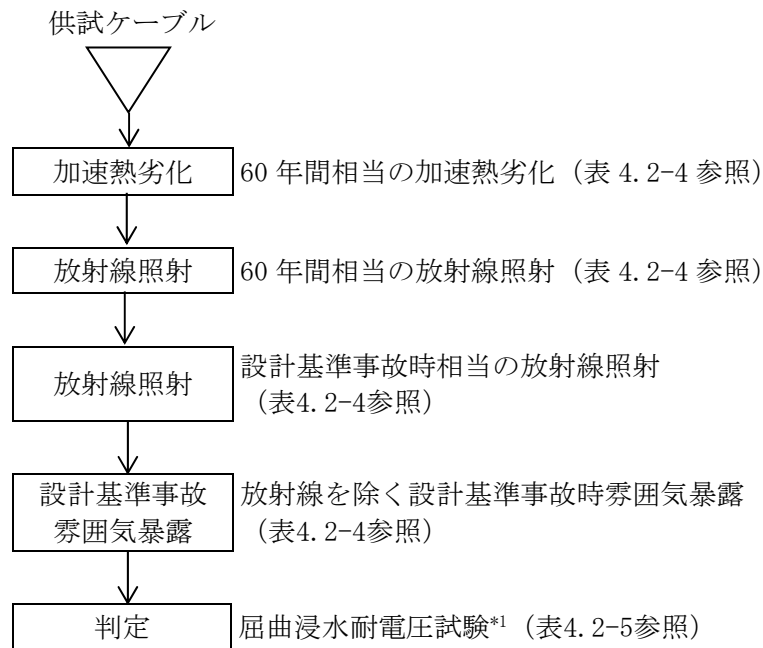 供試ケーブル
加速熱劣化 60 年間相当の加速熱劣化（表 4.2-4 参照）
放射線照射 60 年間相当の放射線照射（表 4.2-4 参照）
放射線照射 設計基準事故時相当の放射線照射
（表4.2-4参照）
設計基準事故 放射線を除く設計基準事故時雰囲気暴露
雰囲気暴露 （表4.2-4参照）
判定 屈曲浸水耐電圧試験*1（表4.2-5参照）